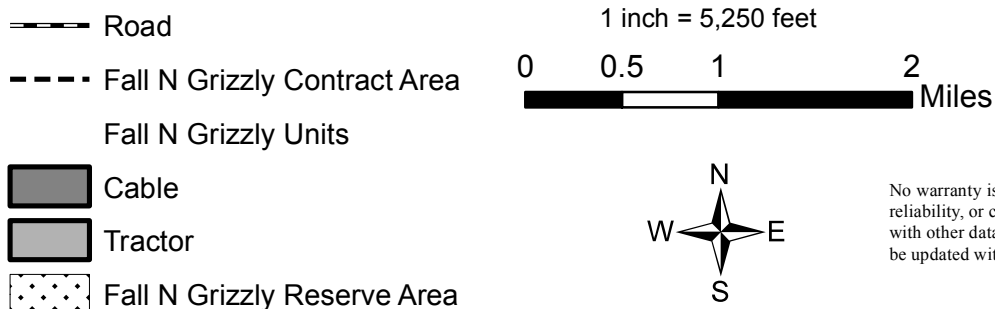 Road
Fall N Grizzly Contract Area
Fall N Grizzly Units
Cable
Tractor
Fall N Grizzly Reserve Area
1 inch = 5,250 feet
0 0.5 1 2
Miles
N
W E
S
No warranty is
reliability, or
with other data
be updated